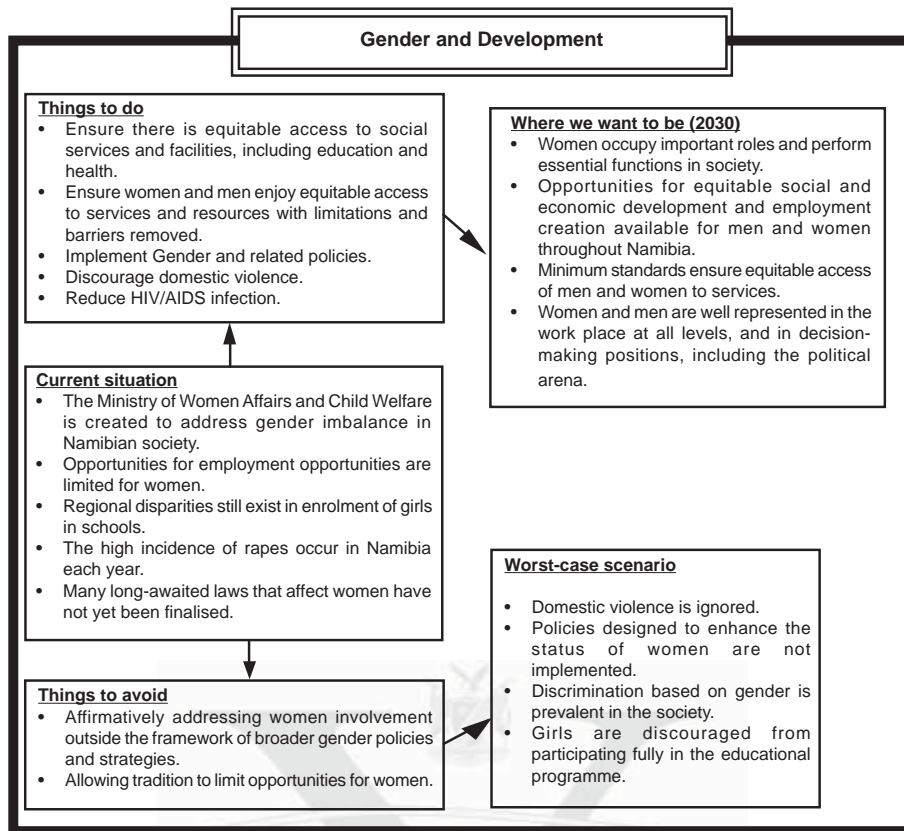 Gender and Development
Things to do
• Ensure there is equitable access to social
services and facilities, including education and
health.
• Ensure women and men enjoy equitable access
to services and resources with limitations and
barriers removed.
• Implement Gender and related policies.
• Discourage domestic violence.
• Reduce HIV/AIDS infection.
Where we want to be (2030)
• Women occupy important roles and perform
essential functions in society.
• Opportunities for equitable social and
economic development and employment
creation available for men and women
throughout Namibia.
• Minimum standards ensure equitable access
of men and women to services.
• Women and men are well represented in the
work place at all levels, and in decision-
making positions, including the political
arena.
Current situation
• The Ministry of Women Affairs and Child Welfare
is created to address gender imbalance in
Namibian society.
• Opportunities for employment opportunities are
limited for women.
• Regional disparities still exist in enrolment of girls
in schools.
• The high incidence of rapes occur in Namibia
each year.
• Many long-awaited laws that affect women have
not yet been finalised.
Things to avoid
• Affirmatively addressing women involvement
outside the framework of broader gender policies
and strategies.
• Allowing tradition to limit opportunities for women.
Worst-case scenario
• Domestic violence is ignored.
• Policies designed to enhance the
status of women are not
implemented.
• Discrimination based on gender is
prevalent in the society.
• Girls are discouraged from
participating fully in the educational
programme.